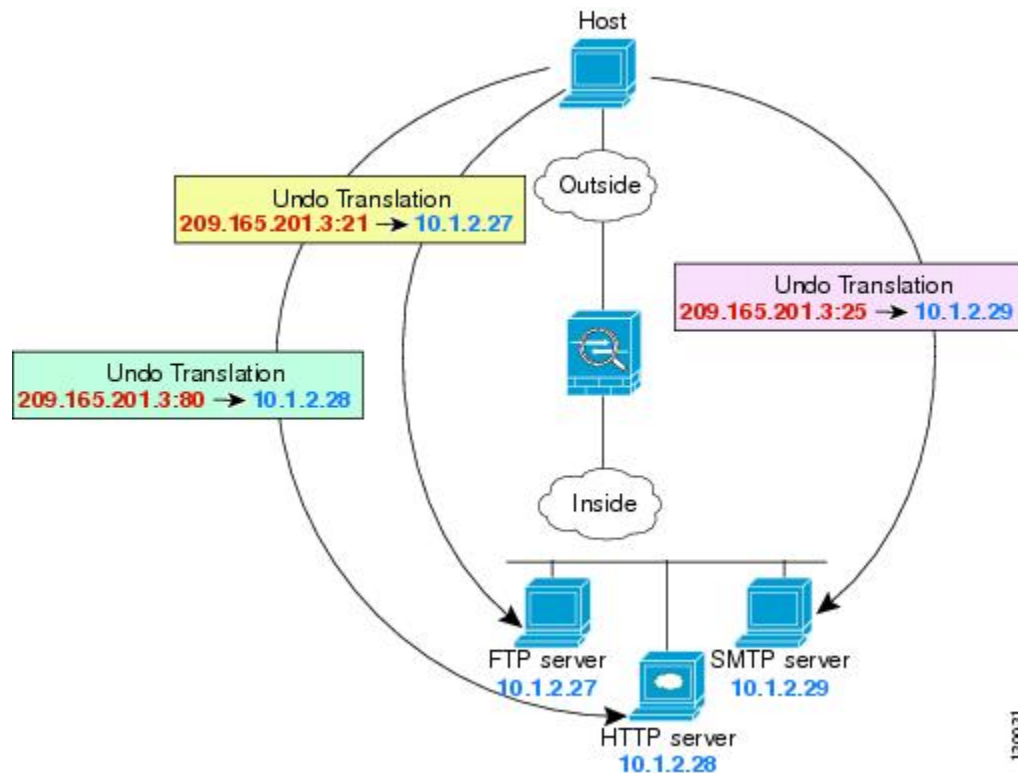 Host
Outside
Undo Translation
209.165.201.3:21 → 10.1.2.27
Undo Translation
209.165.201.3:25 → 10.1.2.29
Undo Translation
209.165.201.3:80 → 10.1.2.28
Inside
FTP server
10.1.2.27
SMTP server
10.1.2.29
HTTP server
10.1.2.28
130031